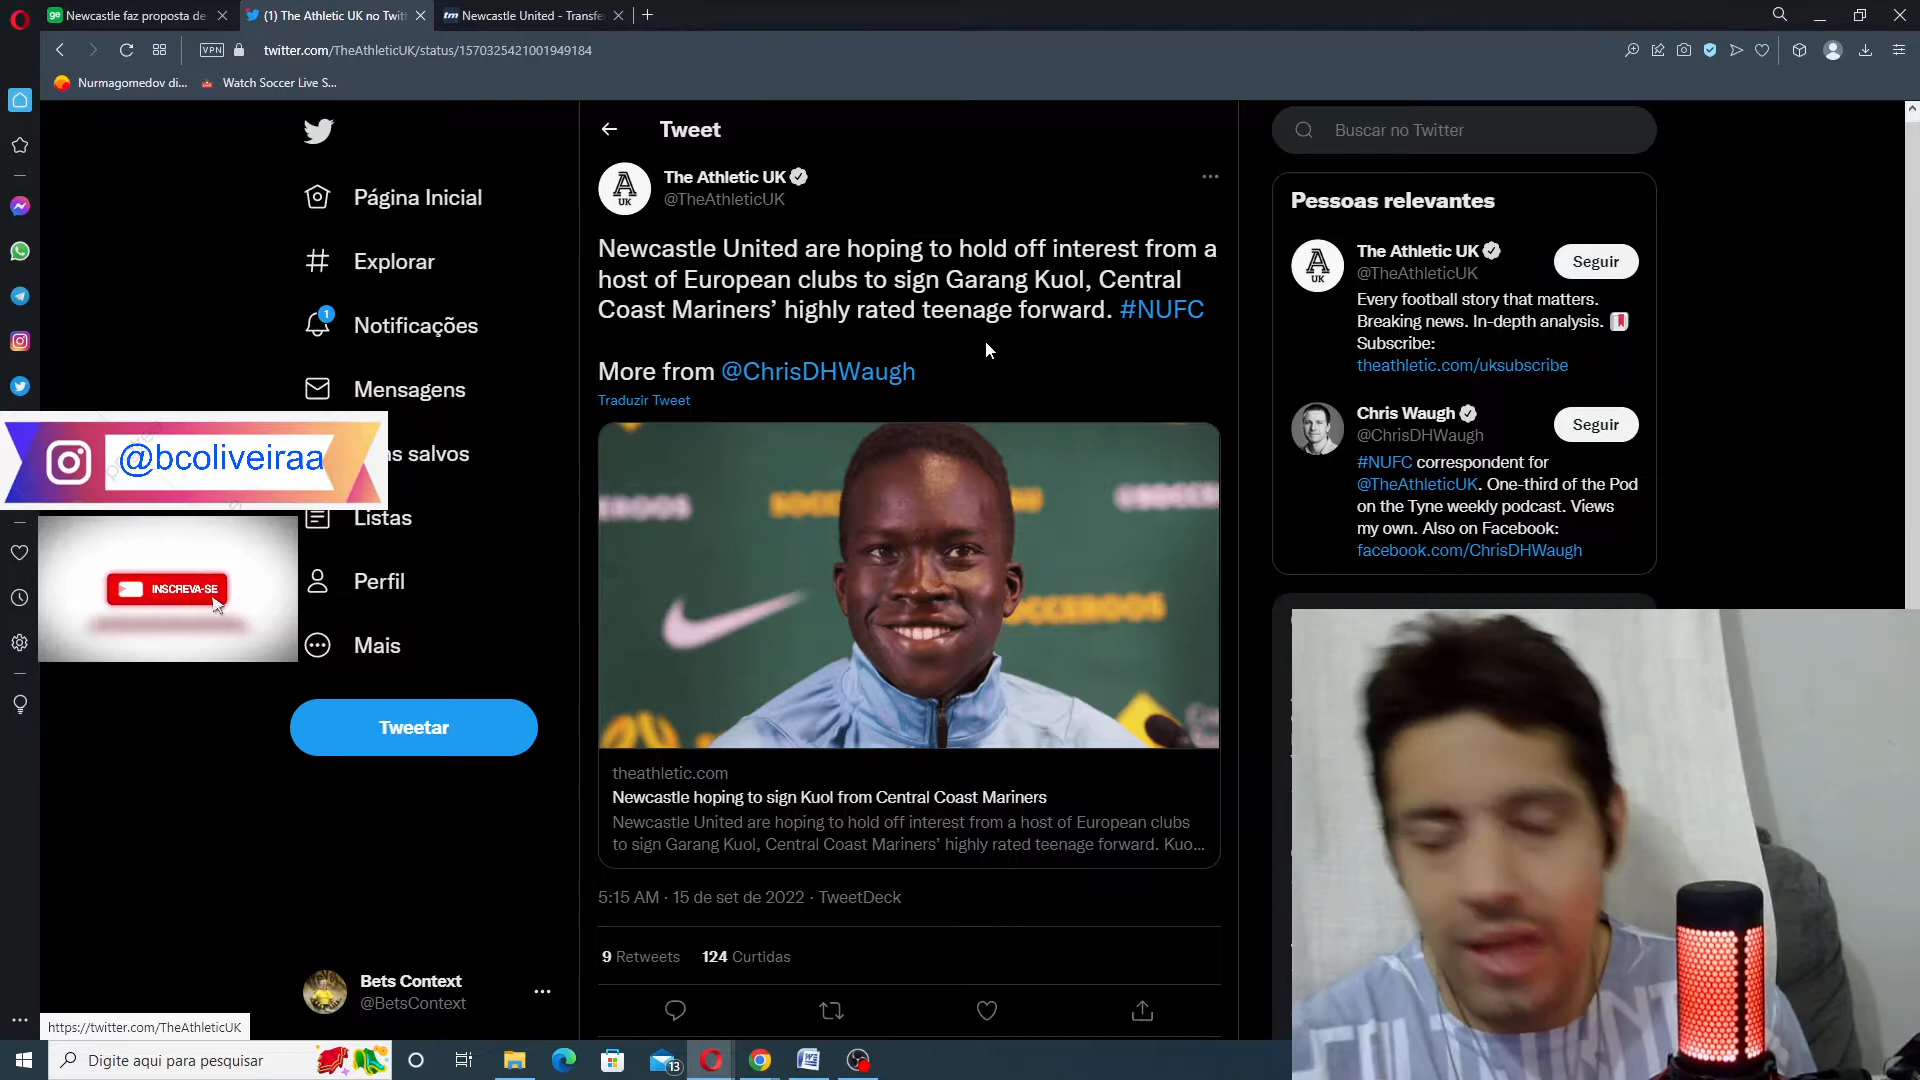 Newcastle faz proposta de
(1) The Athletic UK no Twit
tm Newcastle United - Transfe
VPN
twitter.com/TheAthleticUK/status/1570325421001949184
Nurmagomedov di...
Watch Soccer Live S...
Tweet
Buscar no Twitter
Página Inicial
Explorar
1
Notificações
Mensagens
ns salvos
Listas
Perfil
Mais
Tweetar
@bcoliveiraa
INSCREVA-SE
A
UK
The Athletic UK
@TheAthleticUK
Newcastle United are hoping to hold off interest from a
host of European clubs to sign Garang Kuol, Central
Coast Mariners’ highly rated teenage forward. #NUFC
More from @ChrisDHWaugh
Traduzir Tweet
CEROOS
SOCCEROOS
theathletic.com
Newcastle hoping to sign Kuol from Central Coast Mariners
Newcastle United are hoping to hold off interest from a host of European clubs
to sign Garang Kuol, Central Coast Mariners’ highly rated teenage forward. Kuo...
5:15 AM · 15 de set de 2022 · TweetDeck
9 Retweets 124 Curtidas
Pessoas relevantes
A
UK
The Athletic UK
Seguir
@TheAthleticUK
Every football story that matters.
Breaking news. In-depth analysis.
Subscribe:
theathletic.com/uksubscribe
Chris Waugh
Seguir
@ChrisDHWaugh
#NUFC correspondent for
@TheAthleticUK. One-third of the Pod
on the Tyne weekly podcast. Views
my own. Also on Facebook:
facebook.com/ChrisDHWaugh
Bets Context
@BetsContext
https://twitter.com/TheAthleticUK
Digite aqui para pesquisar
13